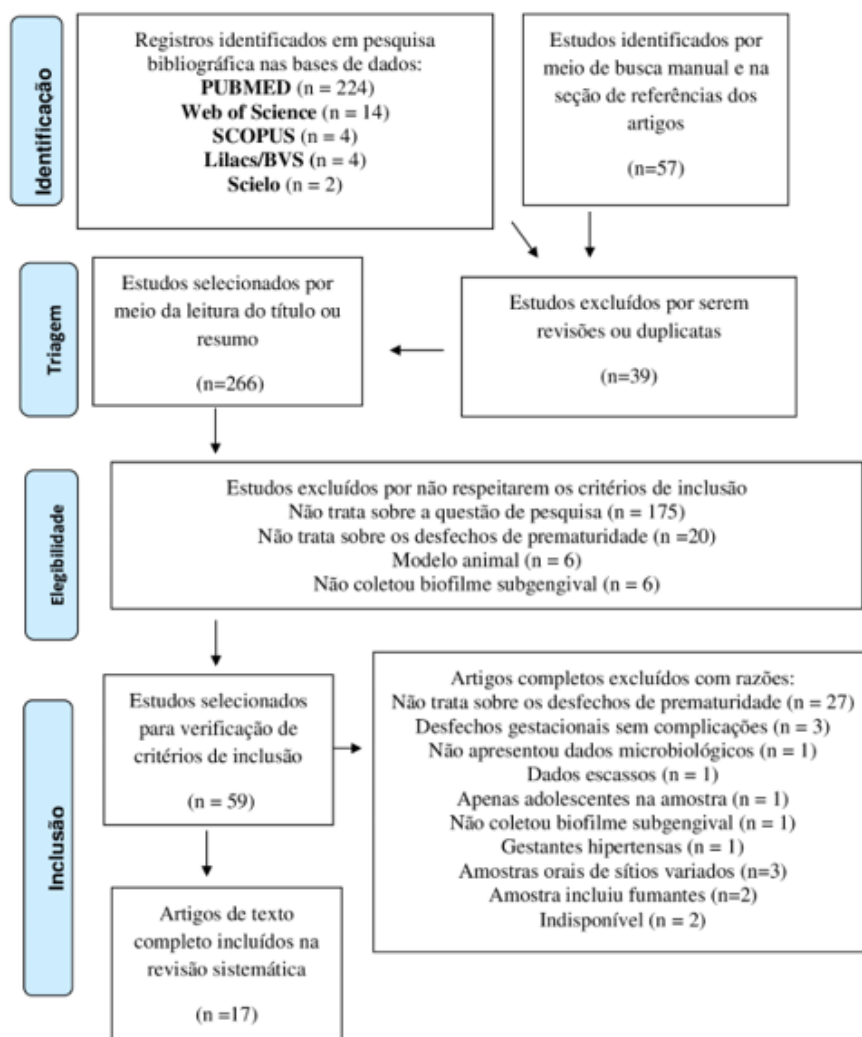 Identificação
Registros identificados em pesquisa
bibliográfica nas bases de dados:
PUBMED (n = 224)
Web of Science (n = 14)
SCOPUS (n = 4)
Lilacs/BVS (n = 4)
Scielo (n = 2)
Estudos identificados por
meio de busca manual e na
seção de referências dos
artigos
(n=57)
Triagem
Estudos selecionados por
meio da leitura do título ou
resumo
(n=266)
Estudos excluídos por serem
revisões ou duplicatas
(n=39)
Elegibilidade
Estudos excluídos por não respeitarem os critérios de inclusão
Não trata sobre a questão de pesquisa (n = 175)
Não trata sobre os desfechos de prematuridade (n =20)
Modelo animal (n = 6)
Não coletou biofilme subgengival (n = 6)
Inclusão
Estudos selecionados
para verificação de
critérios de inclusão
(n = 59)
Artigos completos excluídos com razões:
Não trata sobre os desfechos de prematuridade (n = 27)
Desfechos gestacionais sem complicações (n = 3)
Não apresentou dados microbiológicos (n = 1)
Dados escassos (n = 1)
Apenas adolescentes na amostra (n = 1)
Não coletou biofilme subgengival (n = 1)
Gestantes hipertensas (n = 1)
Amostras orais de sítios variados (n=3)
Amostra incluiu fumantes (n=2)
Indisponível (n = 2)
Artigos de texto
completo incluídos na
revisão sistemática
(n =17)